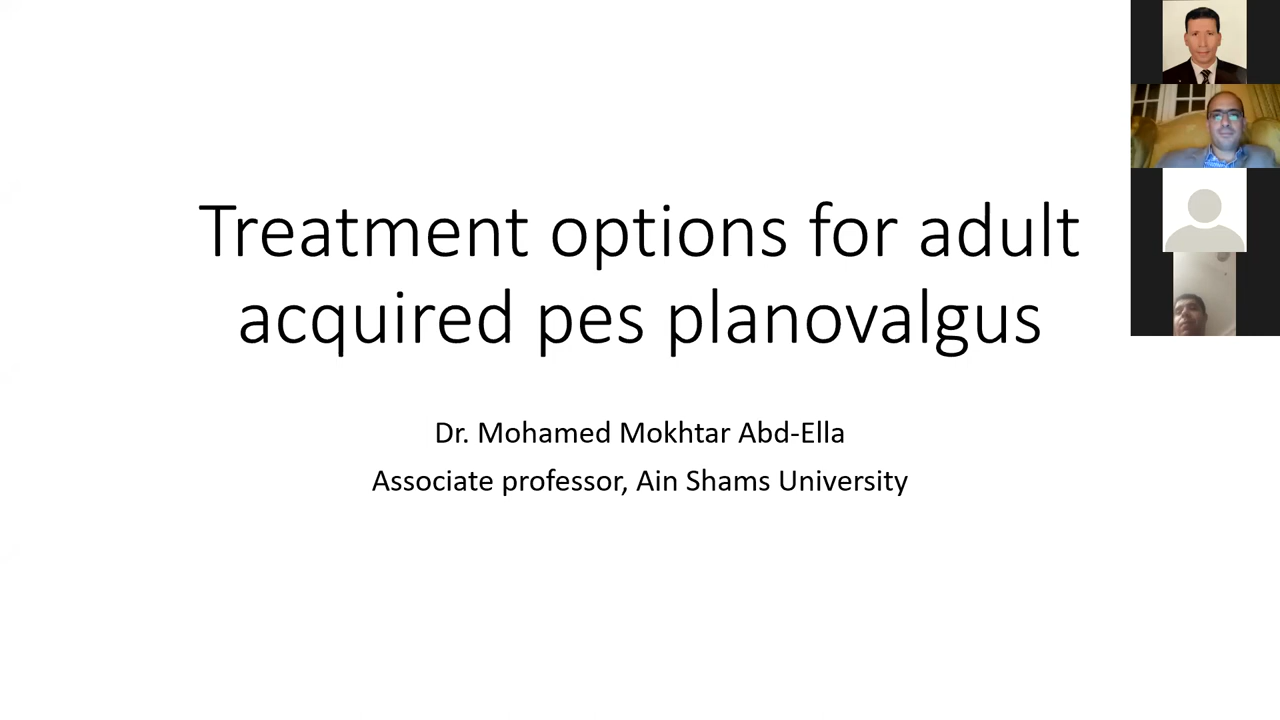 Treatment options for adult
acquired pes planovalgus
Dr. Mohamed Mokhtar Abd-Ella
Associate professor, Ain Shams University